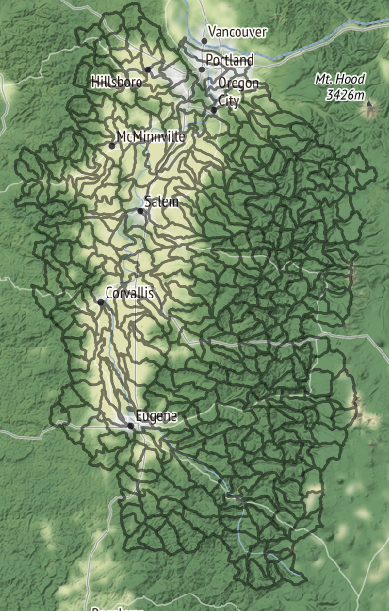 Vancouver
Portland
Hillsboro
Oregon
City
Mt. Hood
3426m
McMinnville
Salem
Corvallis
Eugene